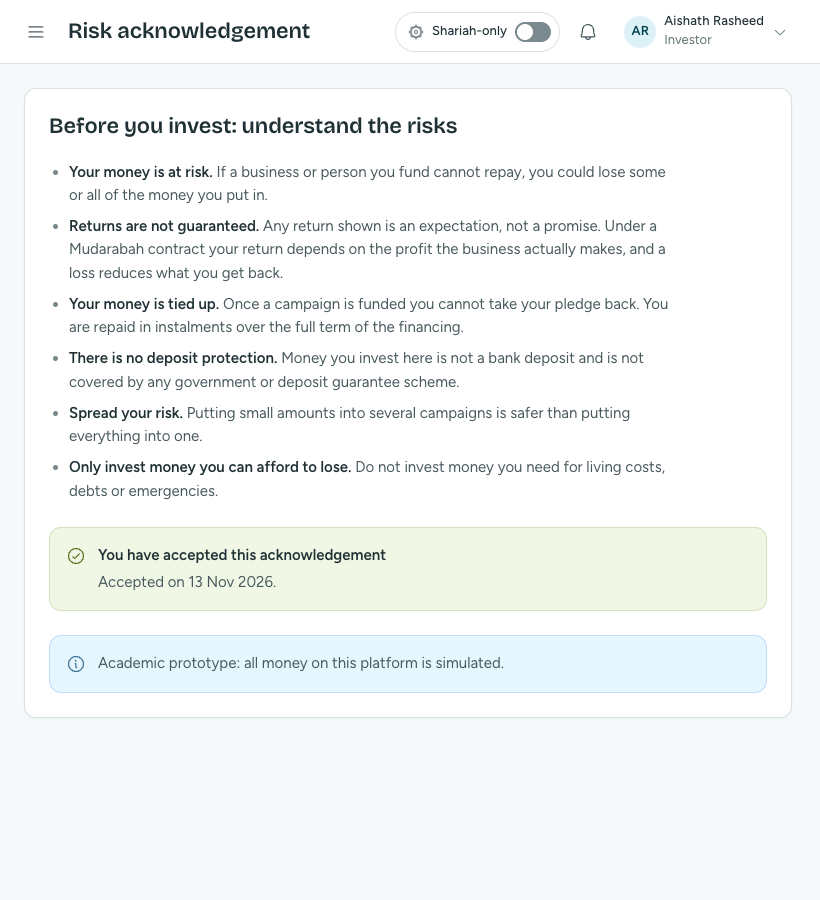 Risk acknowledgement
Shariah-only
AR
Aishath Rasheed
Investor
Before you invest: understand the risks
Your money is at risk. If a business or person you fund cannot repay, you could lose some
or all of the money you put in.
Returns are not guaranteed. Any return shown is an expectation, not a promise. Under a
Mudarabah contract your return depends on the profit the business actually makes, and a
loss reduces what you get back.
Your money is tied up. Once a campaign is funded you cannot take your pledge back. You
are repaid in instalments over the full term of the financing.
There is no deposit protection. Money you invest here is not a bank deposit and is not
covered by any government or deposit guarantee scheme.
Spread your risk. Putting small amounts into several campaigns is safer than putting
everything into one.
Only invest money you can afford to lose. Do not invest money you need for living costs,
debts or emergencies.
You have accepted this acknowledgement
Accepted on 13 Nov 2026.
Academic prototype: all money on this platform is simulated.